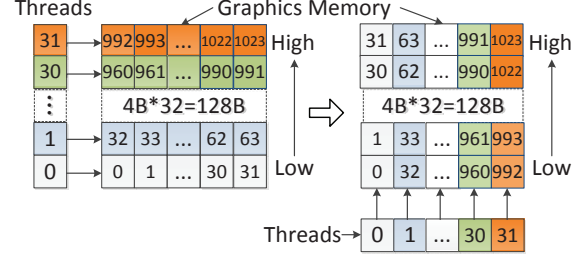 Threads Graphics Memory
31 992 993 ... 1022 1023 High
30 960 961 ... 990 991
⋮ 4B*32=128B
1 32 33 ... 62 63
0 0 1 ... 30 31 Low
31 63 ... 991 1023 High
30 62 ... 990 1022
4B*32=128B
1 33 ... 961 993
0 32 ... 960 992 Low
Threads 0 1 ... 30 31